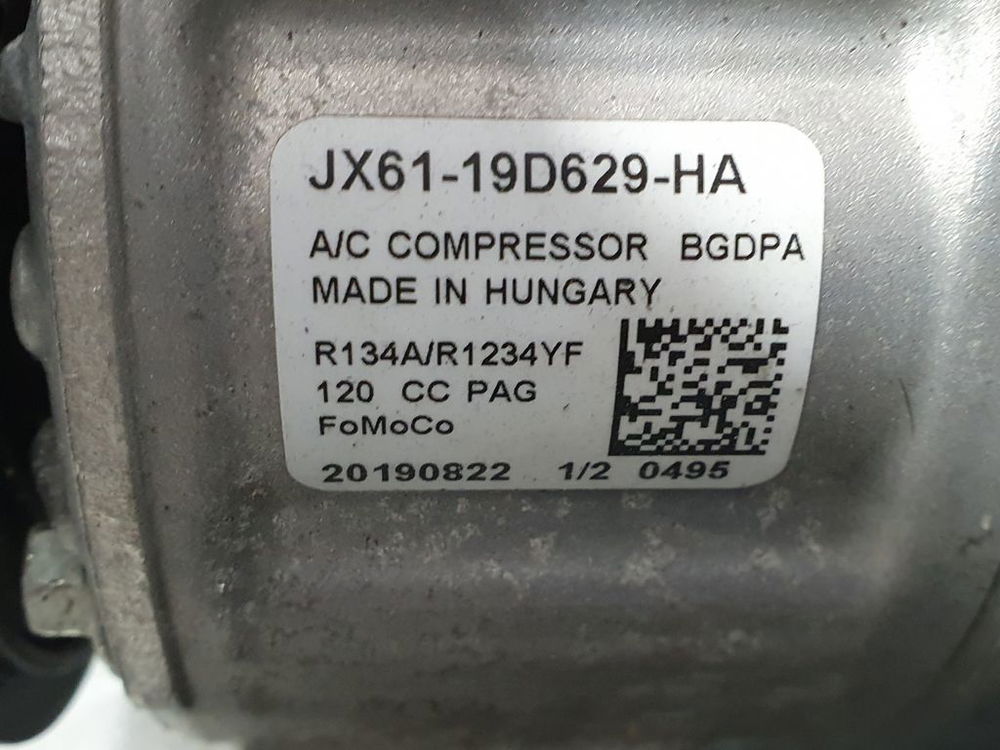 JX61-19D629-HA
A/C COMPRESSOR BGDPA
MADE IN HUNGARY
R134A/R1234YF
120 CC PAG
FoMoCo
20190822 1/2 0495